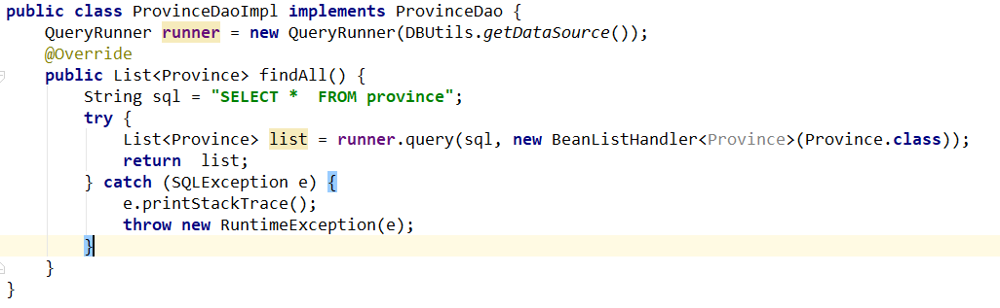 public class ProvinceDaoImpl implements ProvinceDao {
    QueryRunner runner = new QueryRunner(DBUtils.getDataSource());
    @Override
    public List<Province> findAll() {
        String sql = "SELECT *  FROM province";
        try {
            List<Province> list = runner.query(sql, new BeanListHandler<Province>(Province.class));
            return  list;
        } catch (SQLException e) {
            e.printStackTrace();
            throw new RuntimeException(e);
        }
    }
}